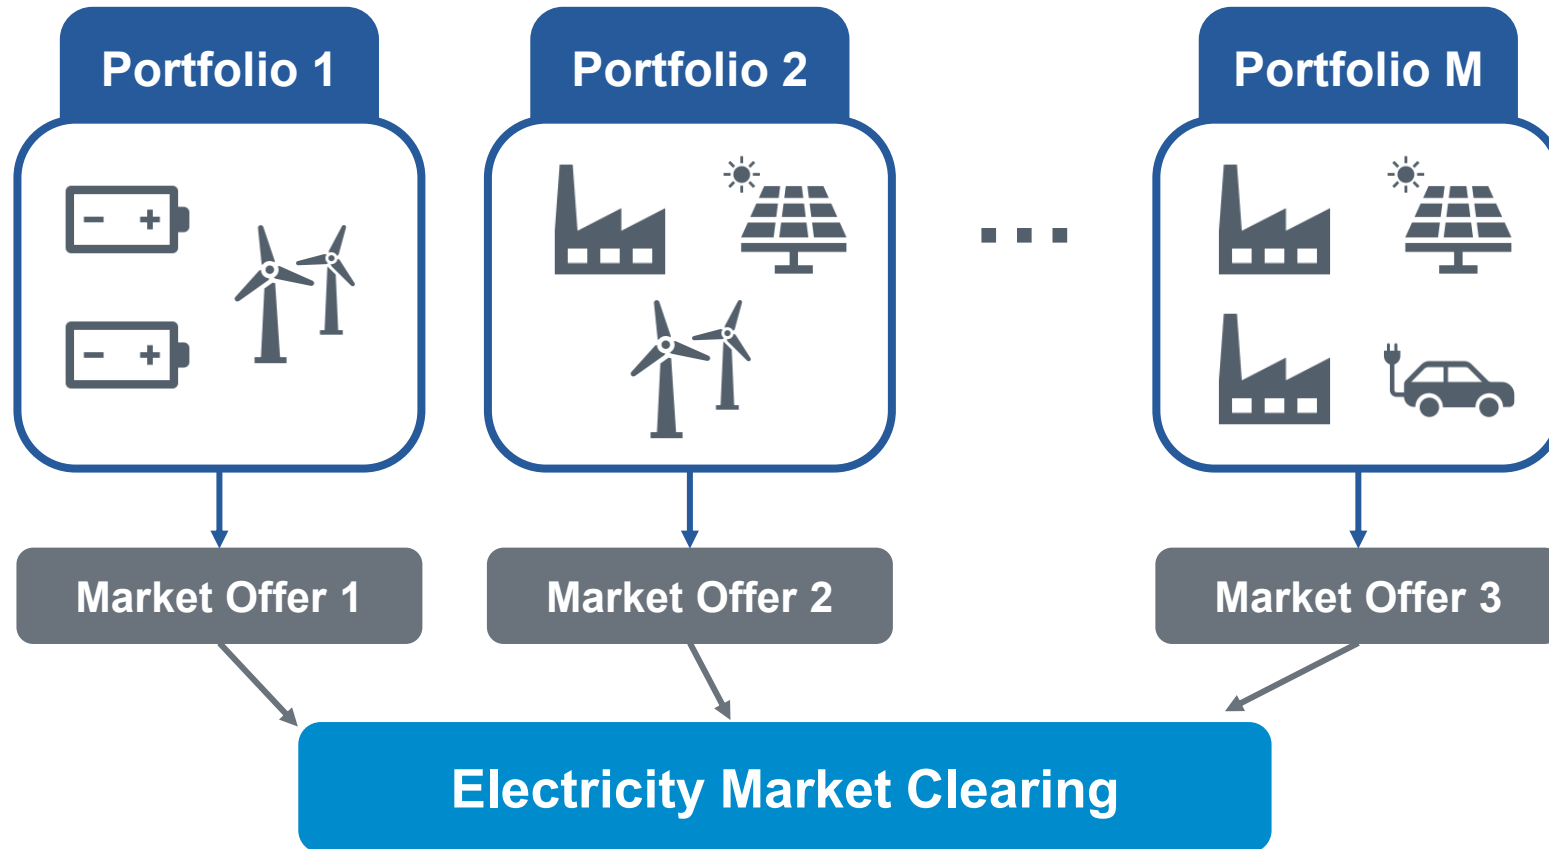 Portfolio 1
Portfolio 2
...
Portfolio M
Market Offer 1
Market Offer 2
Market Offer 3
Electricity Market Clearing